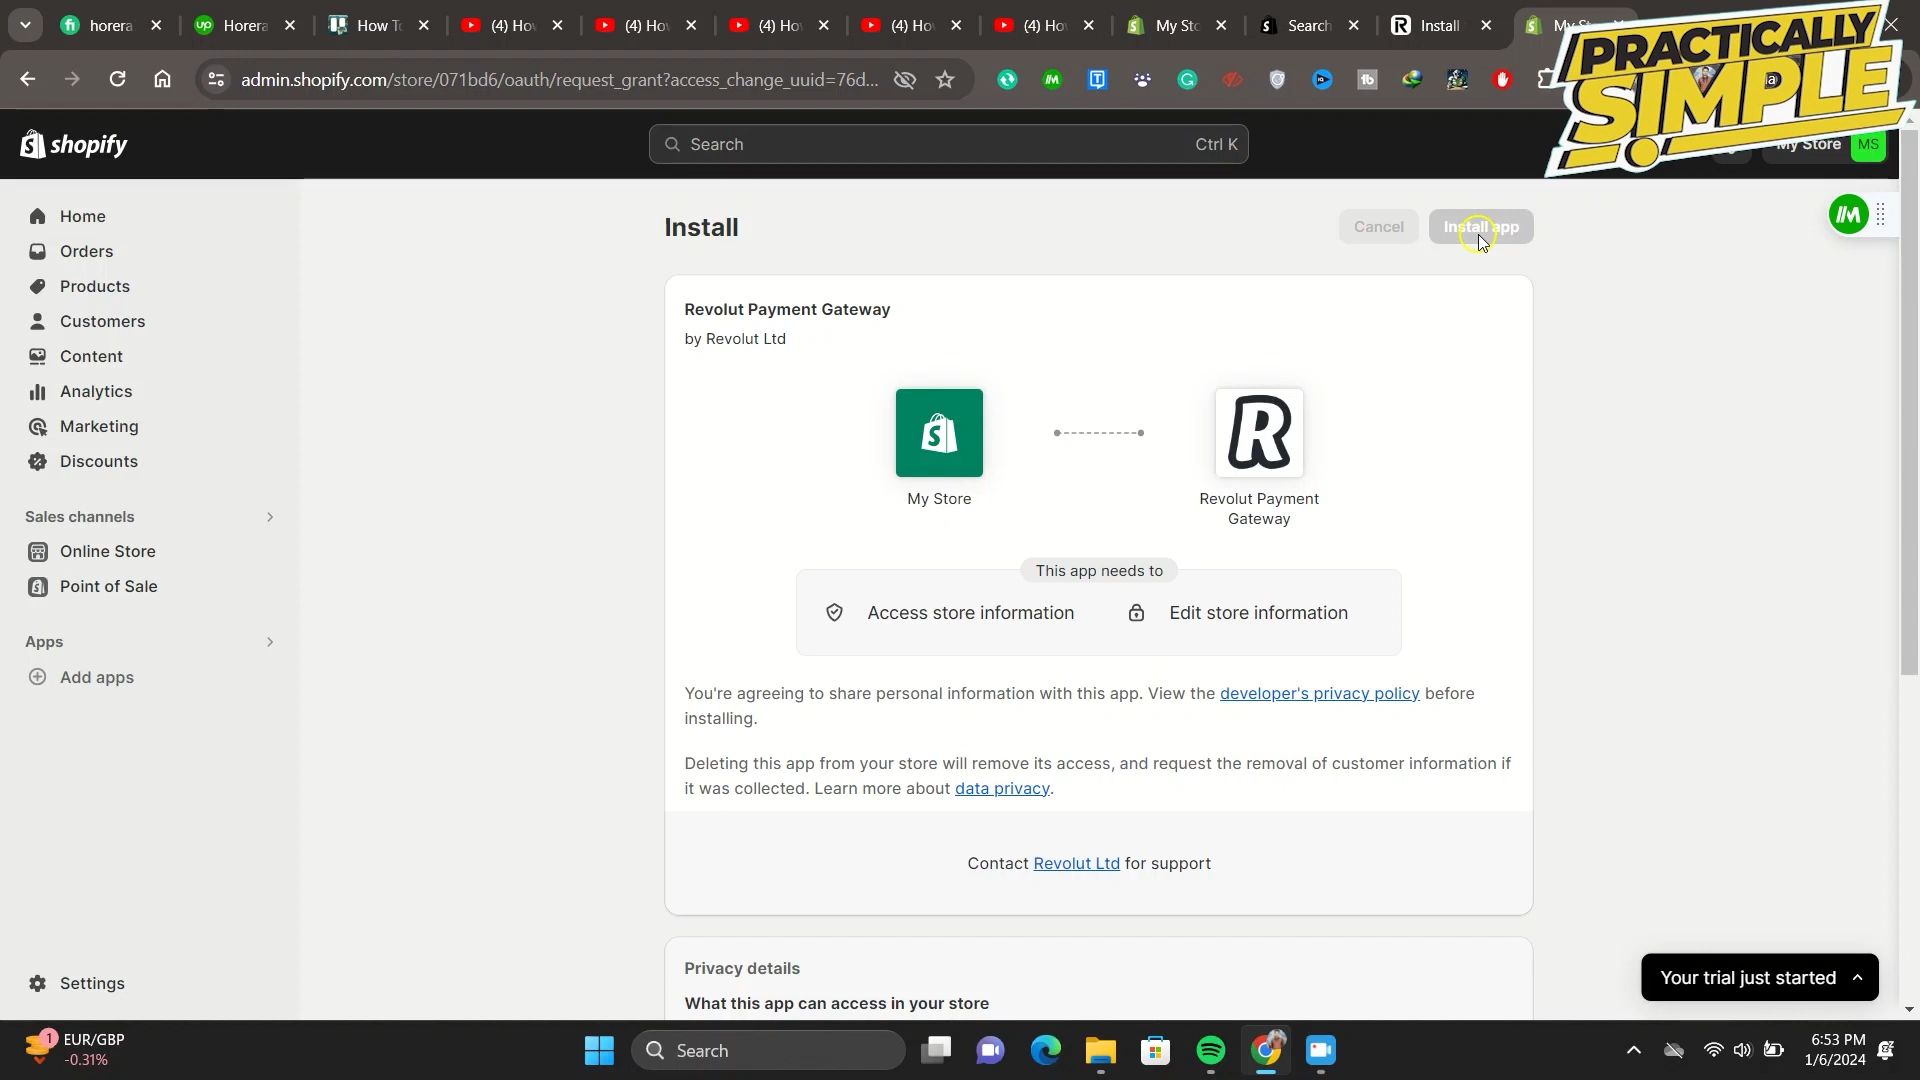 horera
Horera
How T
(4) Ho
(4) Ho
(4) Ho
(4) Ho
(4) Ho
My Sto
Search
Install
My St
admin.shopify.com/store/071bd6/oauth/request_grant?access_change_uuid=76d...
PRACTICALLY
SIMPLE
shopify
Search
Ctrl K
My Store
MS
Home
Orders
Products
Customers
Content
Analytics
Marketing
Discounts
Sales channels
Online Store
Point of Sale
Apps
Add apps
Settings
Install
Cancel
Install app
Revolut Payment Gateway
by Revolut Ltd
My Store
Revolut Payment
Gateway
This app needs to
Access store information
Edit store information
You're agreeing to share personal information with this app. View the developer's privacy policy before
installing.
Deleting this app from your store will remove its access, and request the removal of customer information if
it was collected. Learn more about data privacy.
Contact Revolut Ltd for support
Privacy details
What this app can access in your store
Your trial just started
1
EUR/GBP
-0.31%
Search
6:53 PM
1/6/2024